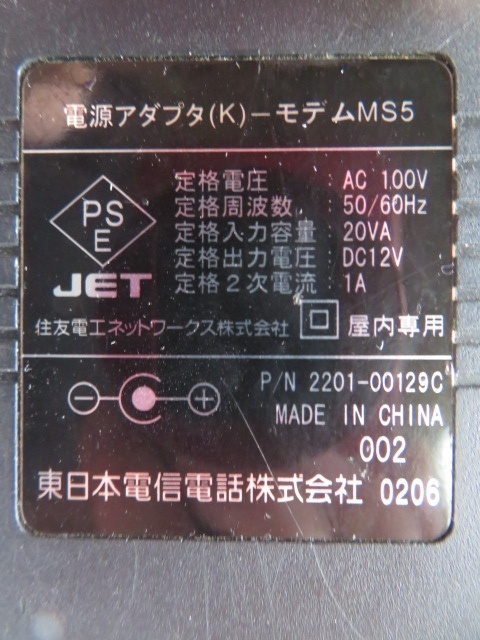 電源アダプタ(K)−モデムMS5
PS
E
JET
定格電圧 : AC 100V
定格周波数 : 50/60Hz
定格入力容量 : 20VA
定格出力電圧 : DC12V
定格2次電流 : 1A
住友電工ネットワークス株式会社 屋内専用
P/N 2201-00129C
MADE IN CHINA
002
東日本電信電話株式会社 0206